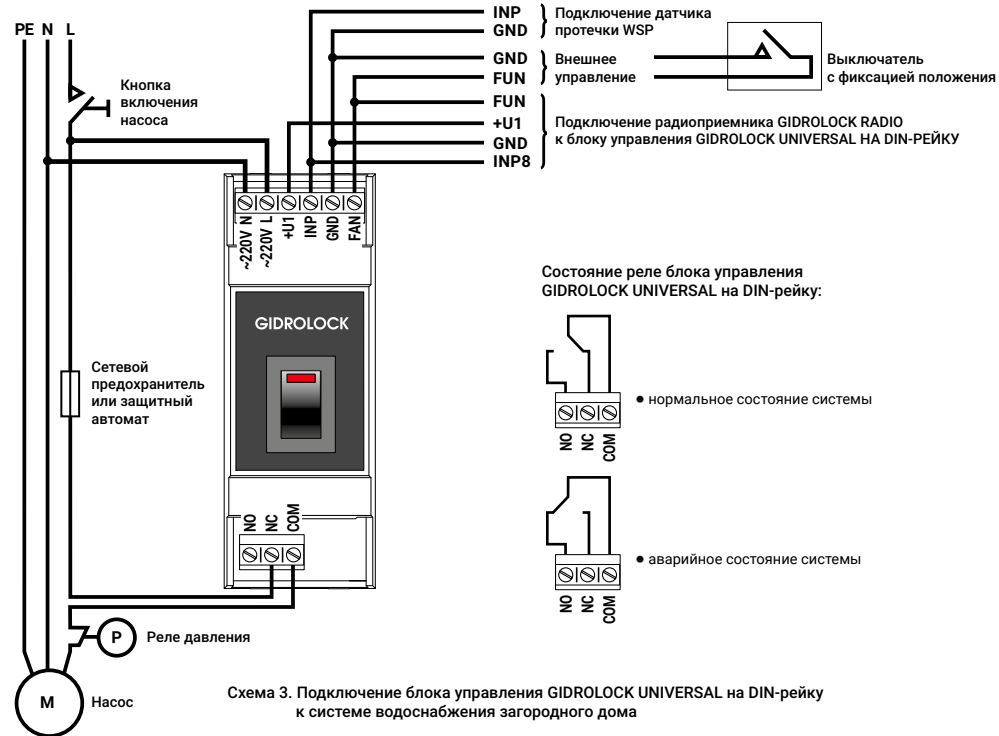 PE N L
INP
GND
Подключение датчика
протечки WSP
GND
FUN
Внешнее
управление
Выключатель
с фиксацией положения
FUN
+U1
GND
INP8
Подключение радиоприемника GIDROLOCK RADIO
к блоку управления GIDROLOCK UNIVERSAL НА DIN-РЕЙКУ
Кнопка
включения
насоса
~220V N
~220V L
+U1
INP
GND
FAN
GIDROLOCK
Сетевой
предохранитель
или защитный
автомат
NO
NC
COM
P
Реле давления
M
Насос
Состояние реле блока управления
GIDROLOCK UNIVERSAL на DIN-рейку:
NO
NC
COM
● нормальное состояние системы
NO
NC
COM
● аварийное состояние системы
Схема 3. Подключение блока управления GIDROLOCK UNIVERSAL на DIN-рейку
к системе водоснабжения загородного дома